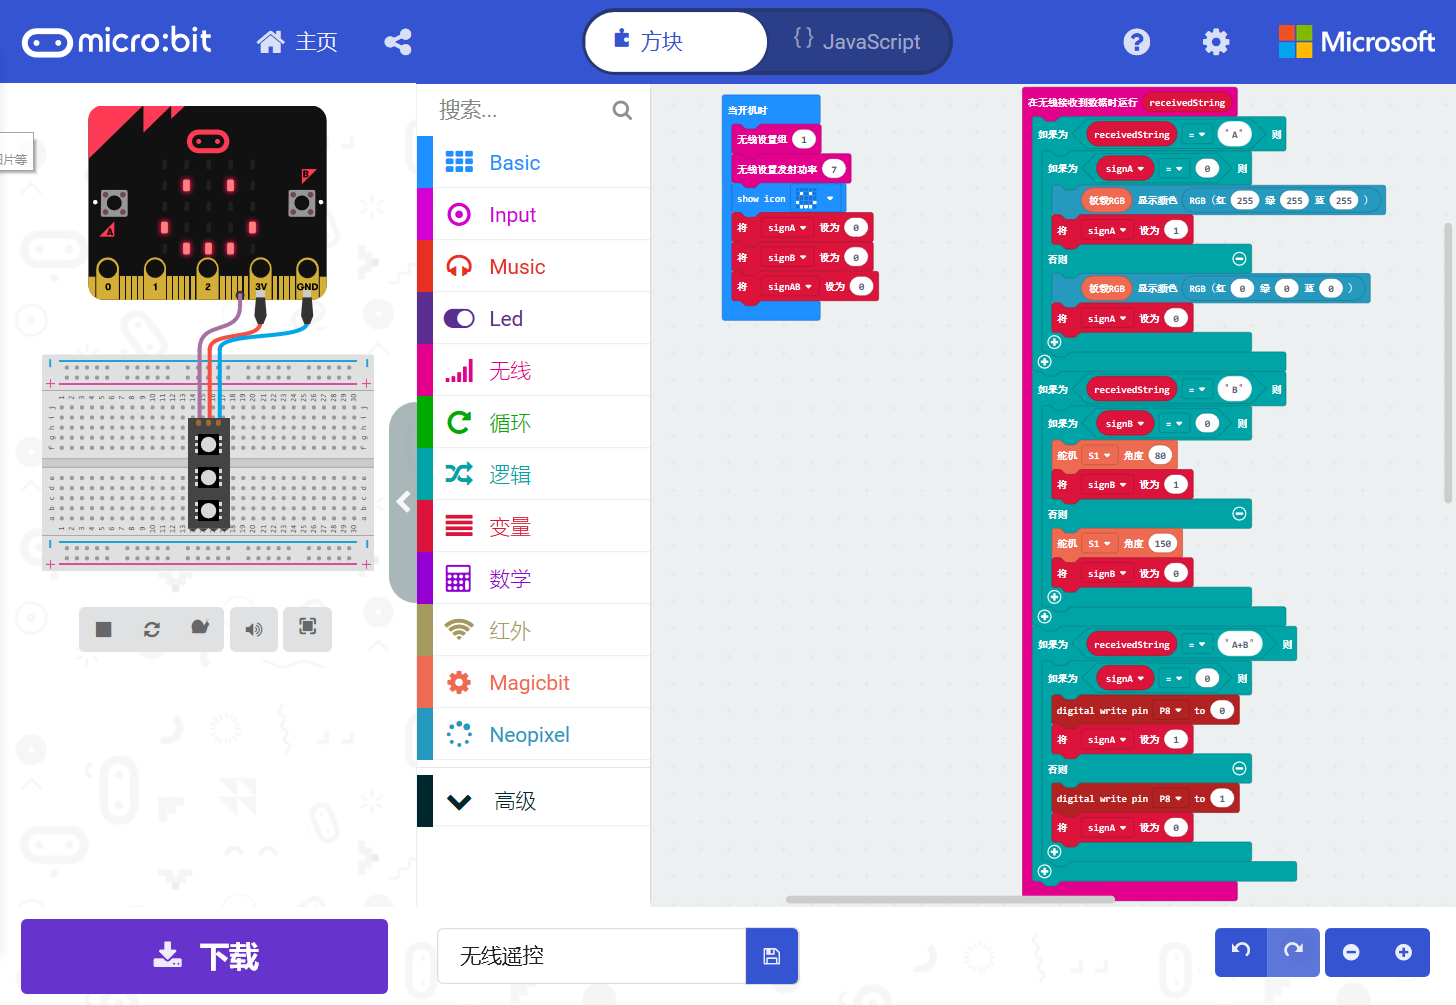 micro:bit
主页
方块
{} JavaScript
Microsoft
B
A
0 1 2 3V GND
片等
搜索...
Basic
Input
Music
Led
无线
循环
逻辑
变量
数学
红外
Magicbit
Neopixel
高级
当开机时
无线设置组 1
无线设置发射功率 7
show icon
将 signA 设为 0
将 signB 设为 0
将 signAB 设为 0
在无线接收到数据时运行 receivedString
如果为 receivedString = "A" 则
如果为 signA = 0 则
板载RGB 显示颜色 RGB (红 255 绿 255 蓝 255 )
将 signA 设为 1
否则
板载RGB 显示颜色 RGB (红 0 绿 0 蓝 0 )
将 signA 设为 0
如果为 receivedString = "B" 则
如果为 signB = 0 则
舵机 S1 角度 80
将 signB 设为 1
否则
舵机 S1 角度 150
将 signB 设为 0
如果为 receivedString = "A+B" 则
如果为 signA = 0 则
digital write pin P8 to 0
将 signA 设为 1
否则
digital write pin P8 to 1
将 signA 设为 0
下载
无线遥控